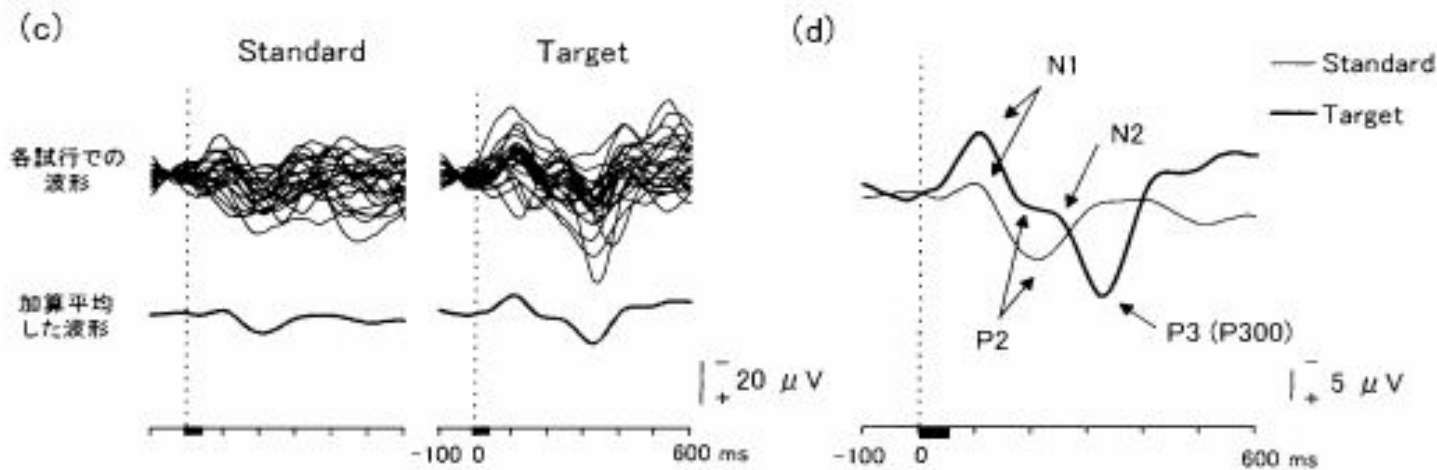 (c)
Standard
Target
各試行での
波形
加算平均
した波形
−
+
20 μV
-100 0
600 ms
(d)
N1
N2
P2
P3 (P300)
Standard
Target
−
+
5 μV
-100
0
600 ms